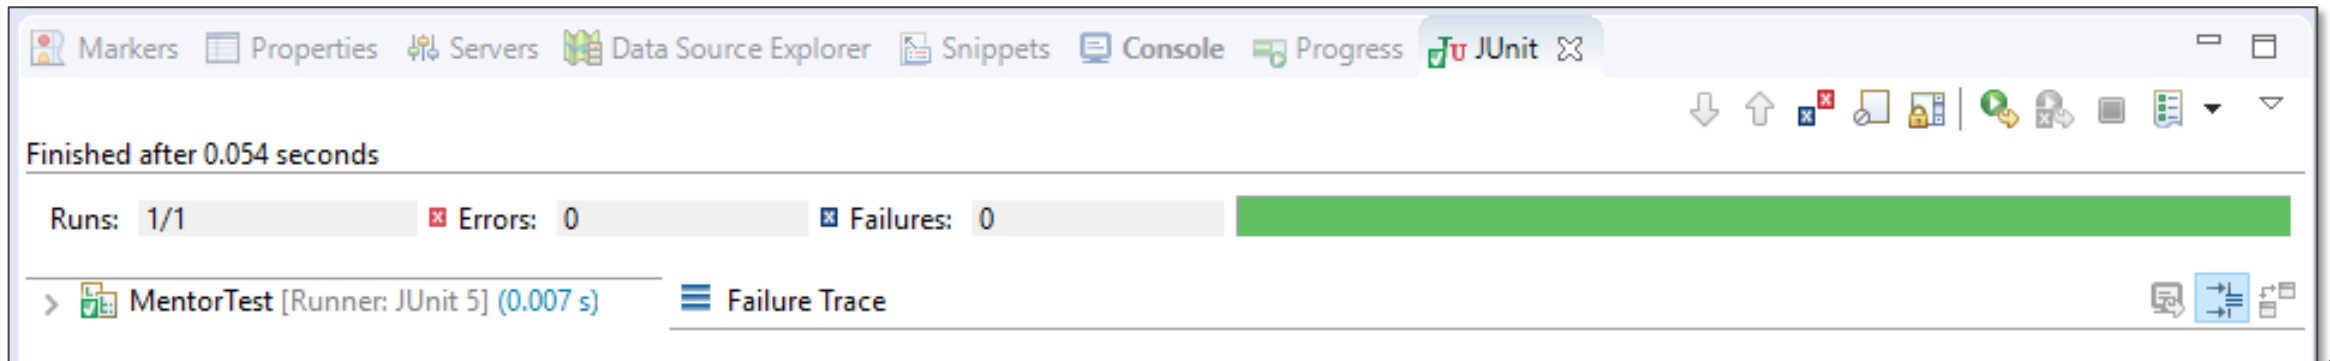 Markers Properties Servers Data Source Explorer Snippets Console Progress JUnit
Finished after 0.054 seconds
Runs: 1/1 Errors: 0 Failures: 0
MentorTest [Runner: JUnit 5] (0.007 s) Failure Trace